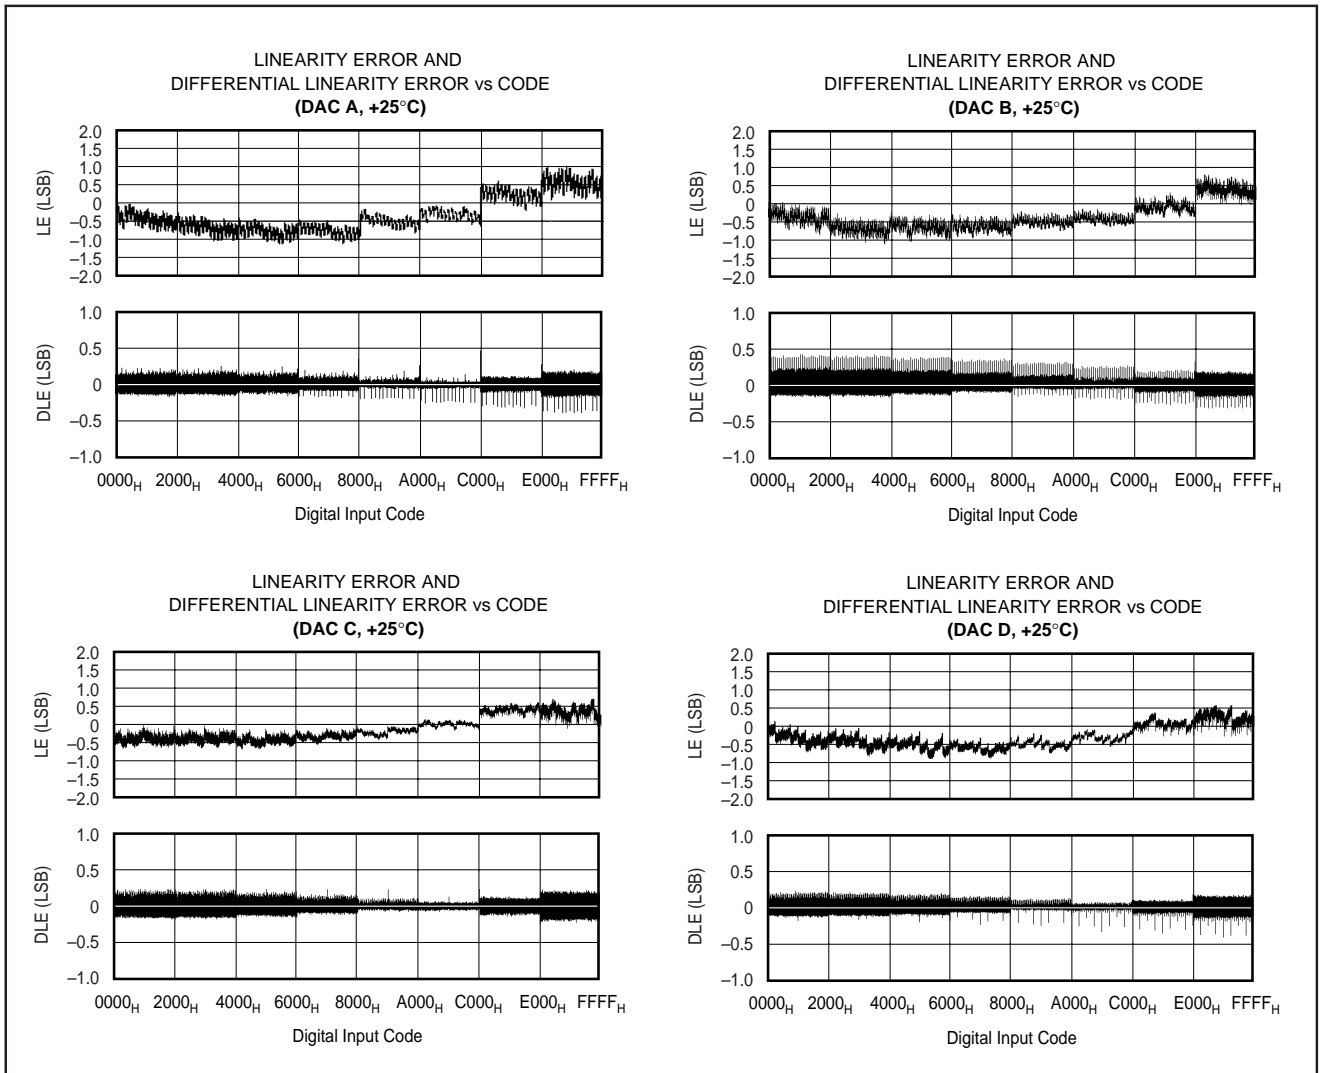 LINEARITY ERROR AND
DIFFERENTIAL LINEARITY ERROR vs CODE
(DAC A, +25°C)
2.0
1.5
1.0
0.5
0
–0.5
–1.0
–1.5
–2.0
LE (LSB)
1.0
0.5
0
–0.5
–1.0
DLE (LSB)
0000H 2000H 4000H 6000H 8000H A000H C000H E000H FFFFH
Digital Input Code
LINEARITY ERROR AND
DIFFERENTIAL LINEARITY ERROR vs CODE
(DAC B, +25°C)
2.0
1.5
1.0
0.5
0
–0.5
–1.0
–1.5
–2.0
LE (LSB)
1.0
0.5
0
–0.5
–1.0
DLE (LSB)
0000H 2000H 4000H 6000H 8000H A000H C000H E000H FFFFH
Digital Input Code
LINEARITY ERROR AND
DIFFERENTIAL LINEARITY ERROR vs CODE
(DAC C, +25°C)
2.0
1.5
1.0
0.5
0
–0.5
–1.0
–1.5
–2.0
LE (LSB)
1.0
0.5
0
–0.5
–1.0
DLE (LSB)
0000H 2000H 4000H 6000H 8000H A000H C000H E000H FFFFH
Digital Input Code
LINEARITY ERROR AND
DIFFERENTIAL LINEARITY ERROR vs CODE
(DAC D, +25°C)
2.0
1.5
1.0
0.5
0
–0.5
–1.0
–1.5
–2.0
LE (LSB)
1.0
0.5
0
–0.5
–1.0
DLE (LSB)
0000H 2000H 4000H 6000H 8000H A000H C000H E000H FFFFH
Digital Input Code